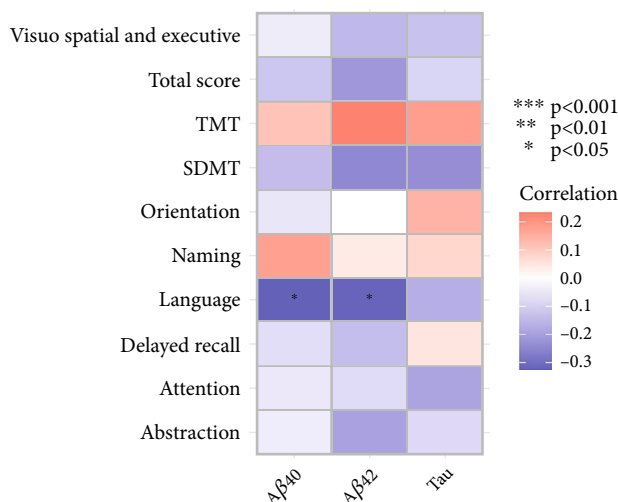 Visuo spatial and executive
Total score
TMT
SDMT
Orientation
Naming
Language
Delayed recall
Attention
Abstraction
* *
Aβ40
Aβ42
Tau
*** p<0.001
** p<0.01
* p<0.05
Correlation
0.2
0.1
0.0
−0.1
−0.2
−0.3